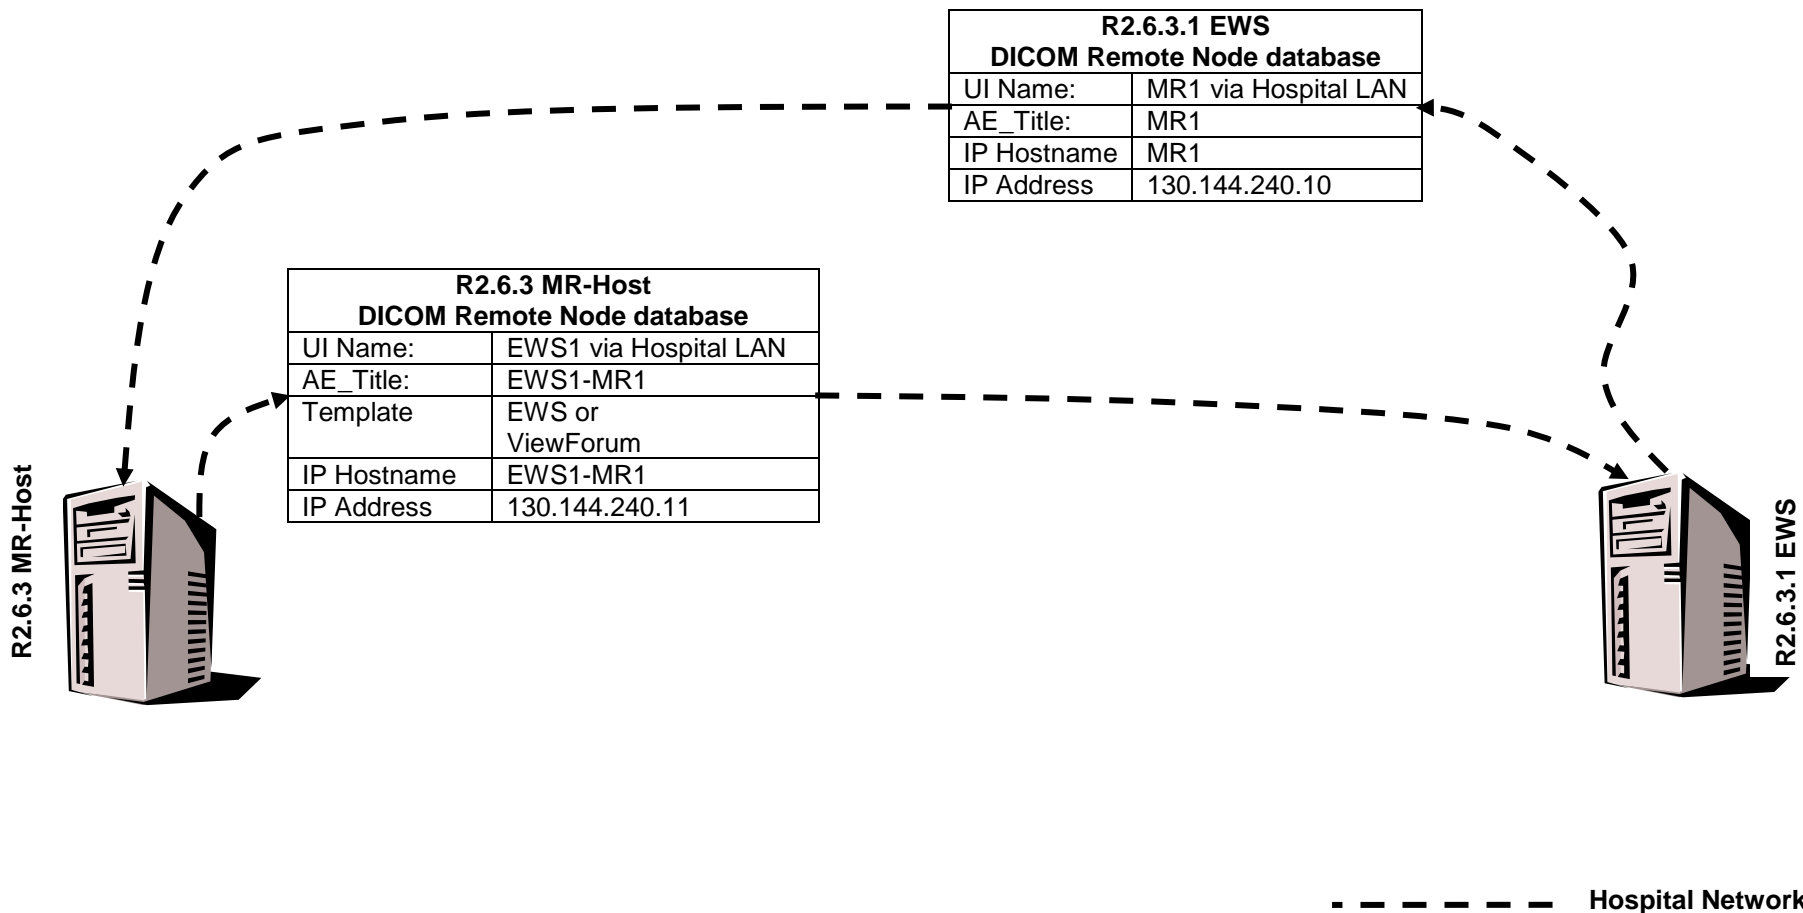 R2.6.3.1 EWS
DICOM Remote Node database
UI Name: MR1 via Hospital LAN
AE_Title: MR1
IP Hostname MR1
IP Address 130.144.240.10
R2.6.3 MR-Host
DICOM Remote Node database
UI Name: EWS1 via Hospital LAN
AE_Title: EWS1-MR1
Template EWS or
ViewForum
IP Hostname EWS1-MR1
IP Address 130.144.240.11
R2.6.3 MR-Host
R2.6.3.1 EWS
Hospital Network